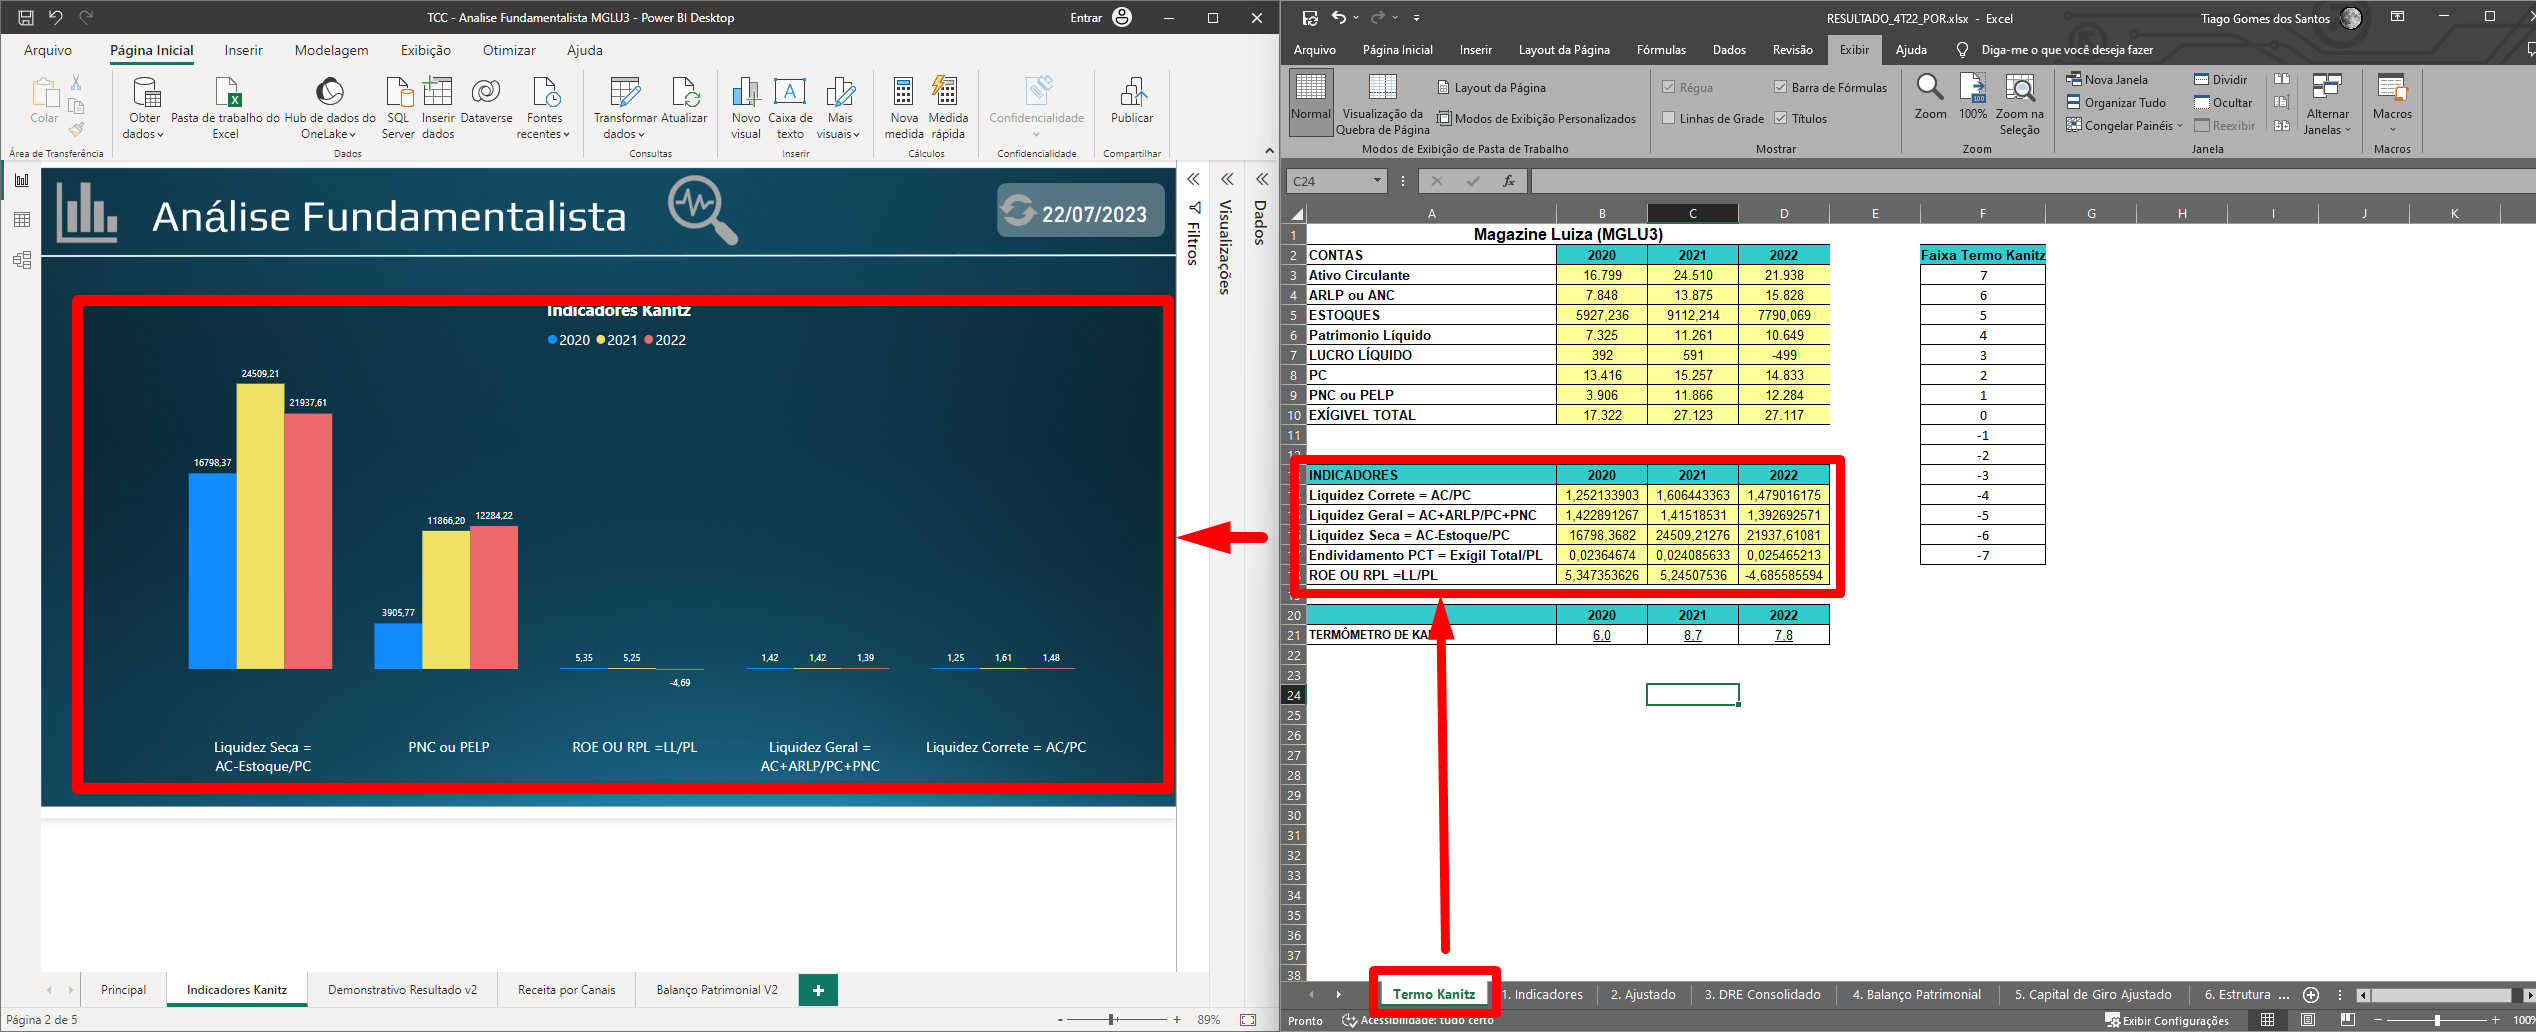 TCC - Analise Fundamentalista MGLU3 - Power BI Desktop
Entrar
Arquivo Página Inicial Inserir Modelagem Exibição Otimizar Ajuda
Colar
Obter dados
Pasta de trabalho do Excel
Hub de dados do OneLake
SQL Server
Inserir dados
Dataverse
Fontes recentes
Transformar dados
Atualizar
Novo visual
Caixa de texto
Mais visuais
Nova medida
Medida rápida
Confidencialidade
Publicar
Área de Transferência Dados Consultas Inserir Cálculos Confidencialidade Compartilhar
Análise Fundamentalista
22/07/2023
Filtros
Visualizações
Dados
Indicadores Kanitz
2020 2021 2022
16798,37 24509,21 21937,61
3905,77 11866,20 12284,22
5,35 5,25 -4,69
1,42 1,42 1,39
1,25 1,61 1,48
Liquidez Seca =
AC-Estoque/PC
PNC ou PELP
ROE OU RPL =LL/PL
Liquidez Geral =
AC+ARLP/PC+PNC
Liquidez Correte = AC/PC
Principal Indicadores Kanitz Demonstrativo Resultado v2 Receita por Canais Balanço Patrimonial V2 +
Página 2 de 5
- + 89%
RESULTADO_4T22_POR.xlsx - Excel
Tiago Gomes dos Santos
Arquivo Página Inicial Inserir Layout da Página Fórmulas Dados Revisão Exibir Ajuda Diga-me o que você deseja fazer
Normal
Visualização da Quebra de Página
Layout da Página
Modos de Exibição Personalizados
Régua
Barra de Fórmulas
Linhas de Grade
Títulos
Zoom
100
100%
Zoom na Seleção
Nova Janela
Organizar Tudo
Congelar Painéis
Dividir
Ocultar
Reexibir
Alternar Janelas
Macros
Modos de Exibição de Pasta de Trabalho Mostrar Zoom Janela Macros
C24
fx
A B C D E F G H I J K
1 Magazine Luiza (MGLU3)
2 CONTAS 2020 2021 2022 Faixa Termo Kanitz
3 Ativo Circulante 16.799 24.510 21.938 7
4 ARLP ou ANC 7.848 13.875 15.828 6
5 ESTOQUES 5927,236 9112,214 7790,069 5
6 Patrimonio Líquido 7.325 11.261 10.649 4
7 LUCRO LÍQUIDO 392 591 -499 3
8 PC 13.416 15.257 14.833 2
9 PNC ou PELP 3.906 11.866 12.284 1
10 EXÍGIVEL TOTAL 17.322 27.123 27.117 0
11 -1
-2
INDICADORES 2020 2021 2022 -3
Liquidez Correte = AC/PC 1,252133903 1,606443363 1,479016175 -4
Liquidez Geral = AC+ARLP/PC+PNC 1,422891267 1,41518531 1,392692571 -5
Liquidez Seca = AC-Estoque/PC 16798,3682 24509,21276 21937,61081 -6
Endividamento PCT = Exígil Total/PL 0,02364674 0,024085633 0,025465213 -7
ROE OU RPL =LL/PL 5,347353626 5,24507536 -4,685585594
20 2020 2021 2022
21 TERMÔMETRO DE 6,0 8,7 7,8
22
23
24
25
26
27
28
29
30
31
32
33
34
35
36
37
38
Termo Kanitz 1. Indicadores 2. Ajustado 3. DRE Consolidado 4. Balanço Patrimonial 5. Capital de Giro Ajustado 6. Estrutura ...
Pronto Acessibilidade: tudo certo Exibir Configurações - + 100%